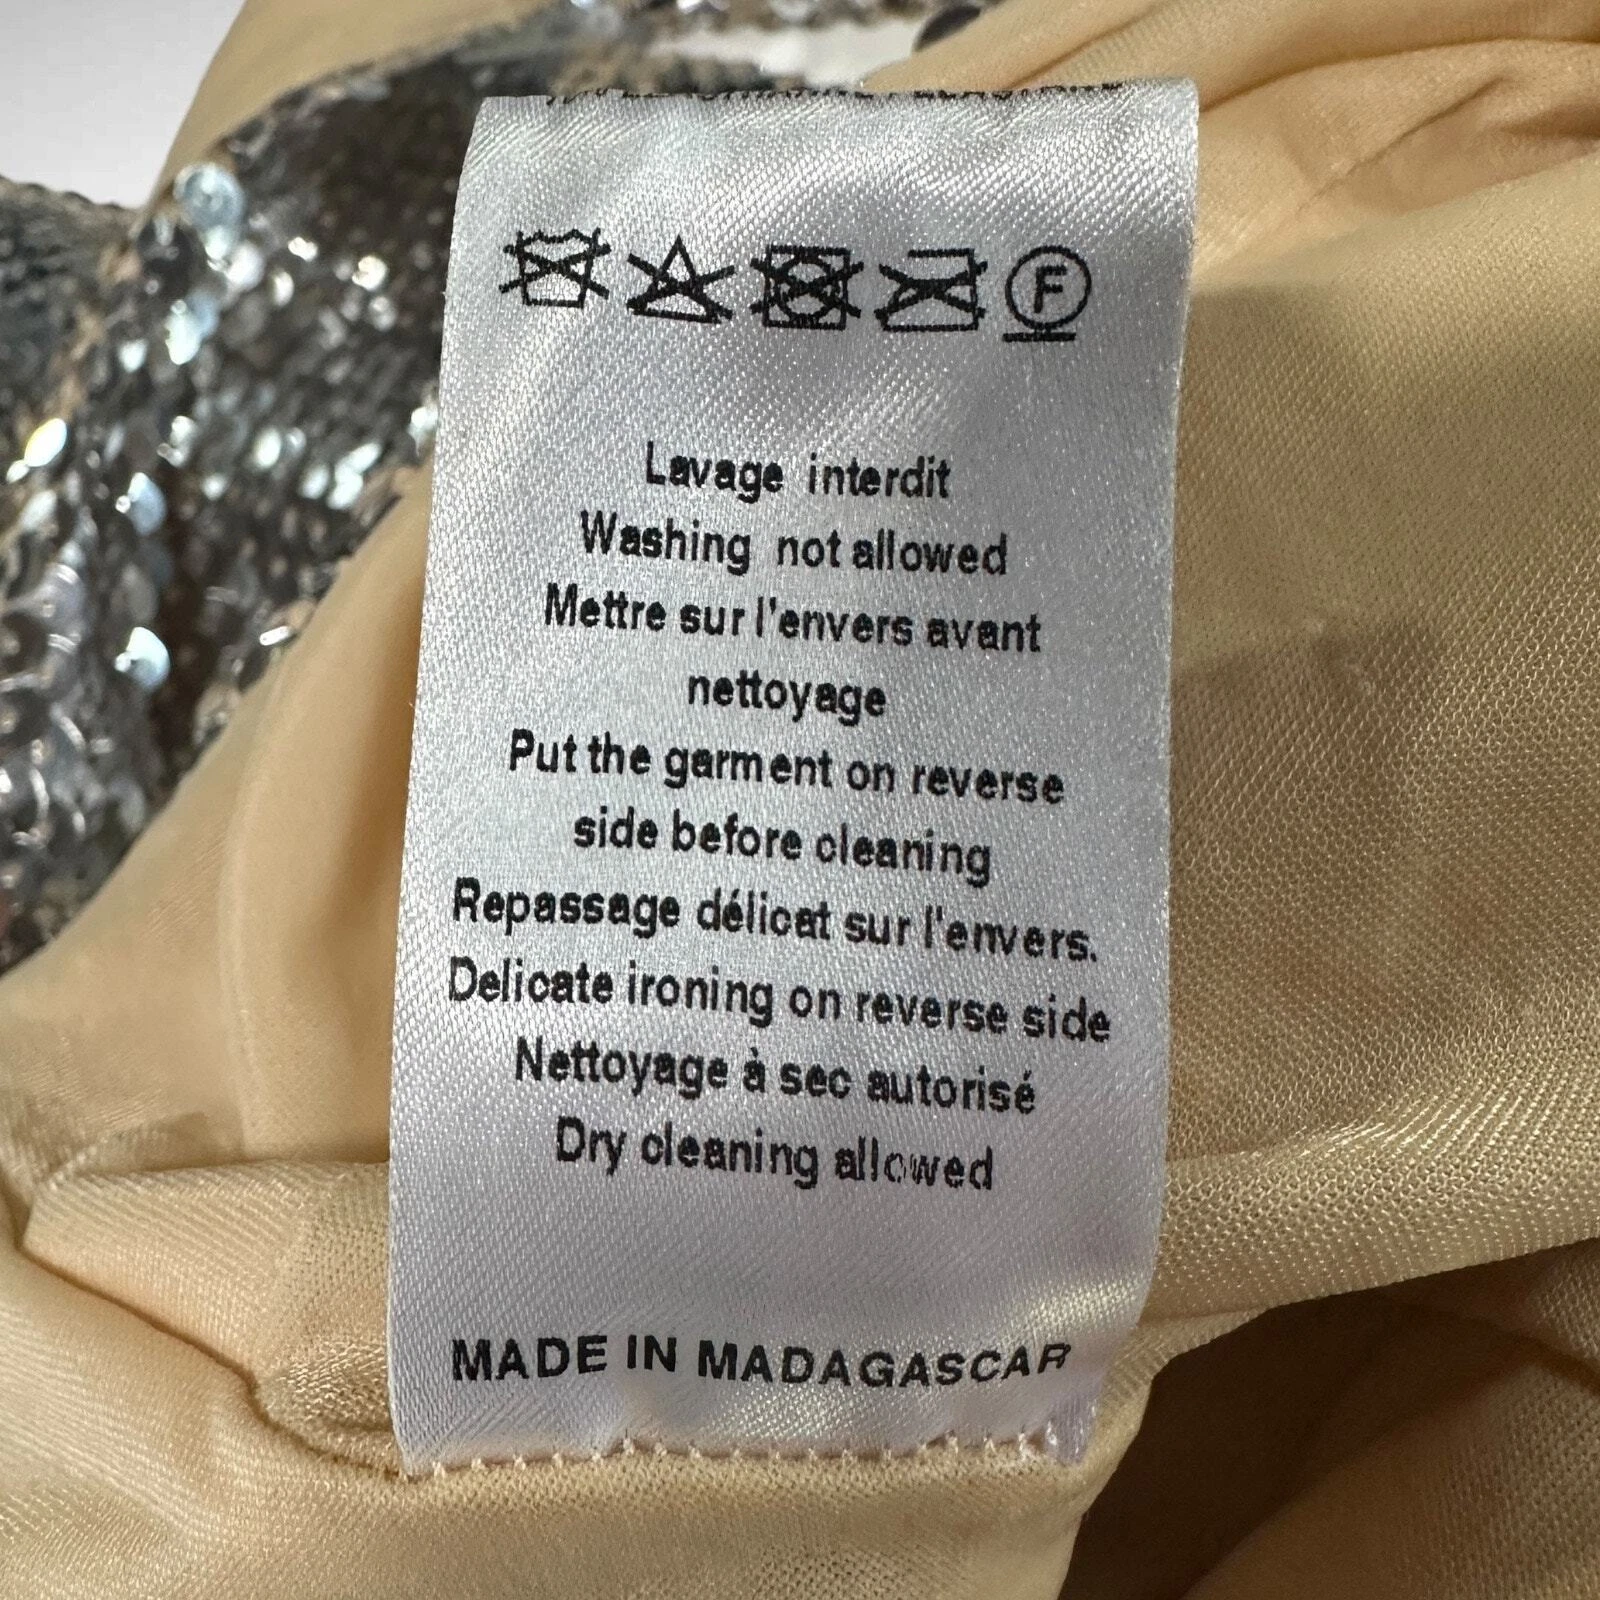 F
Lavage interdit
Washing not allowed
Mettre sur l'envers avant
nettoyage
Put the garment on reverse
side before cleaning
Repassage délicat sur l'envers.
Delicate ironing on reverse side
Nettoyage à sec autorisé
Dry cleaning allowed
MADE IN MADAGASCAR